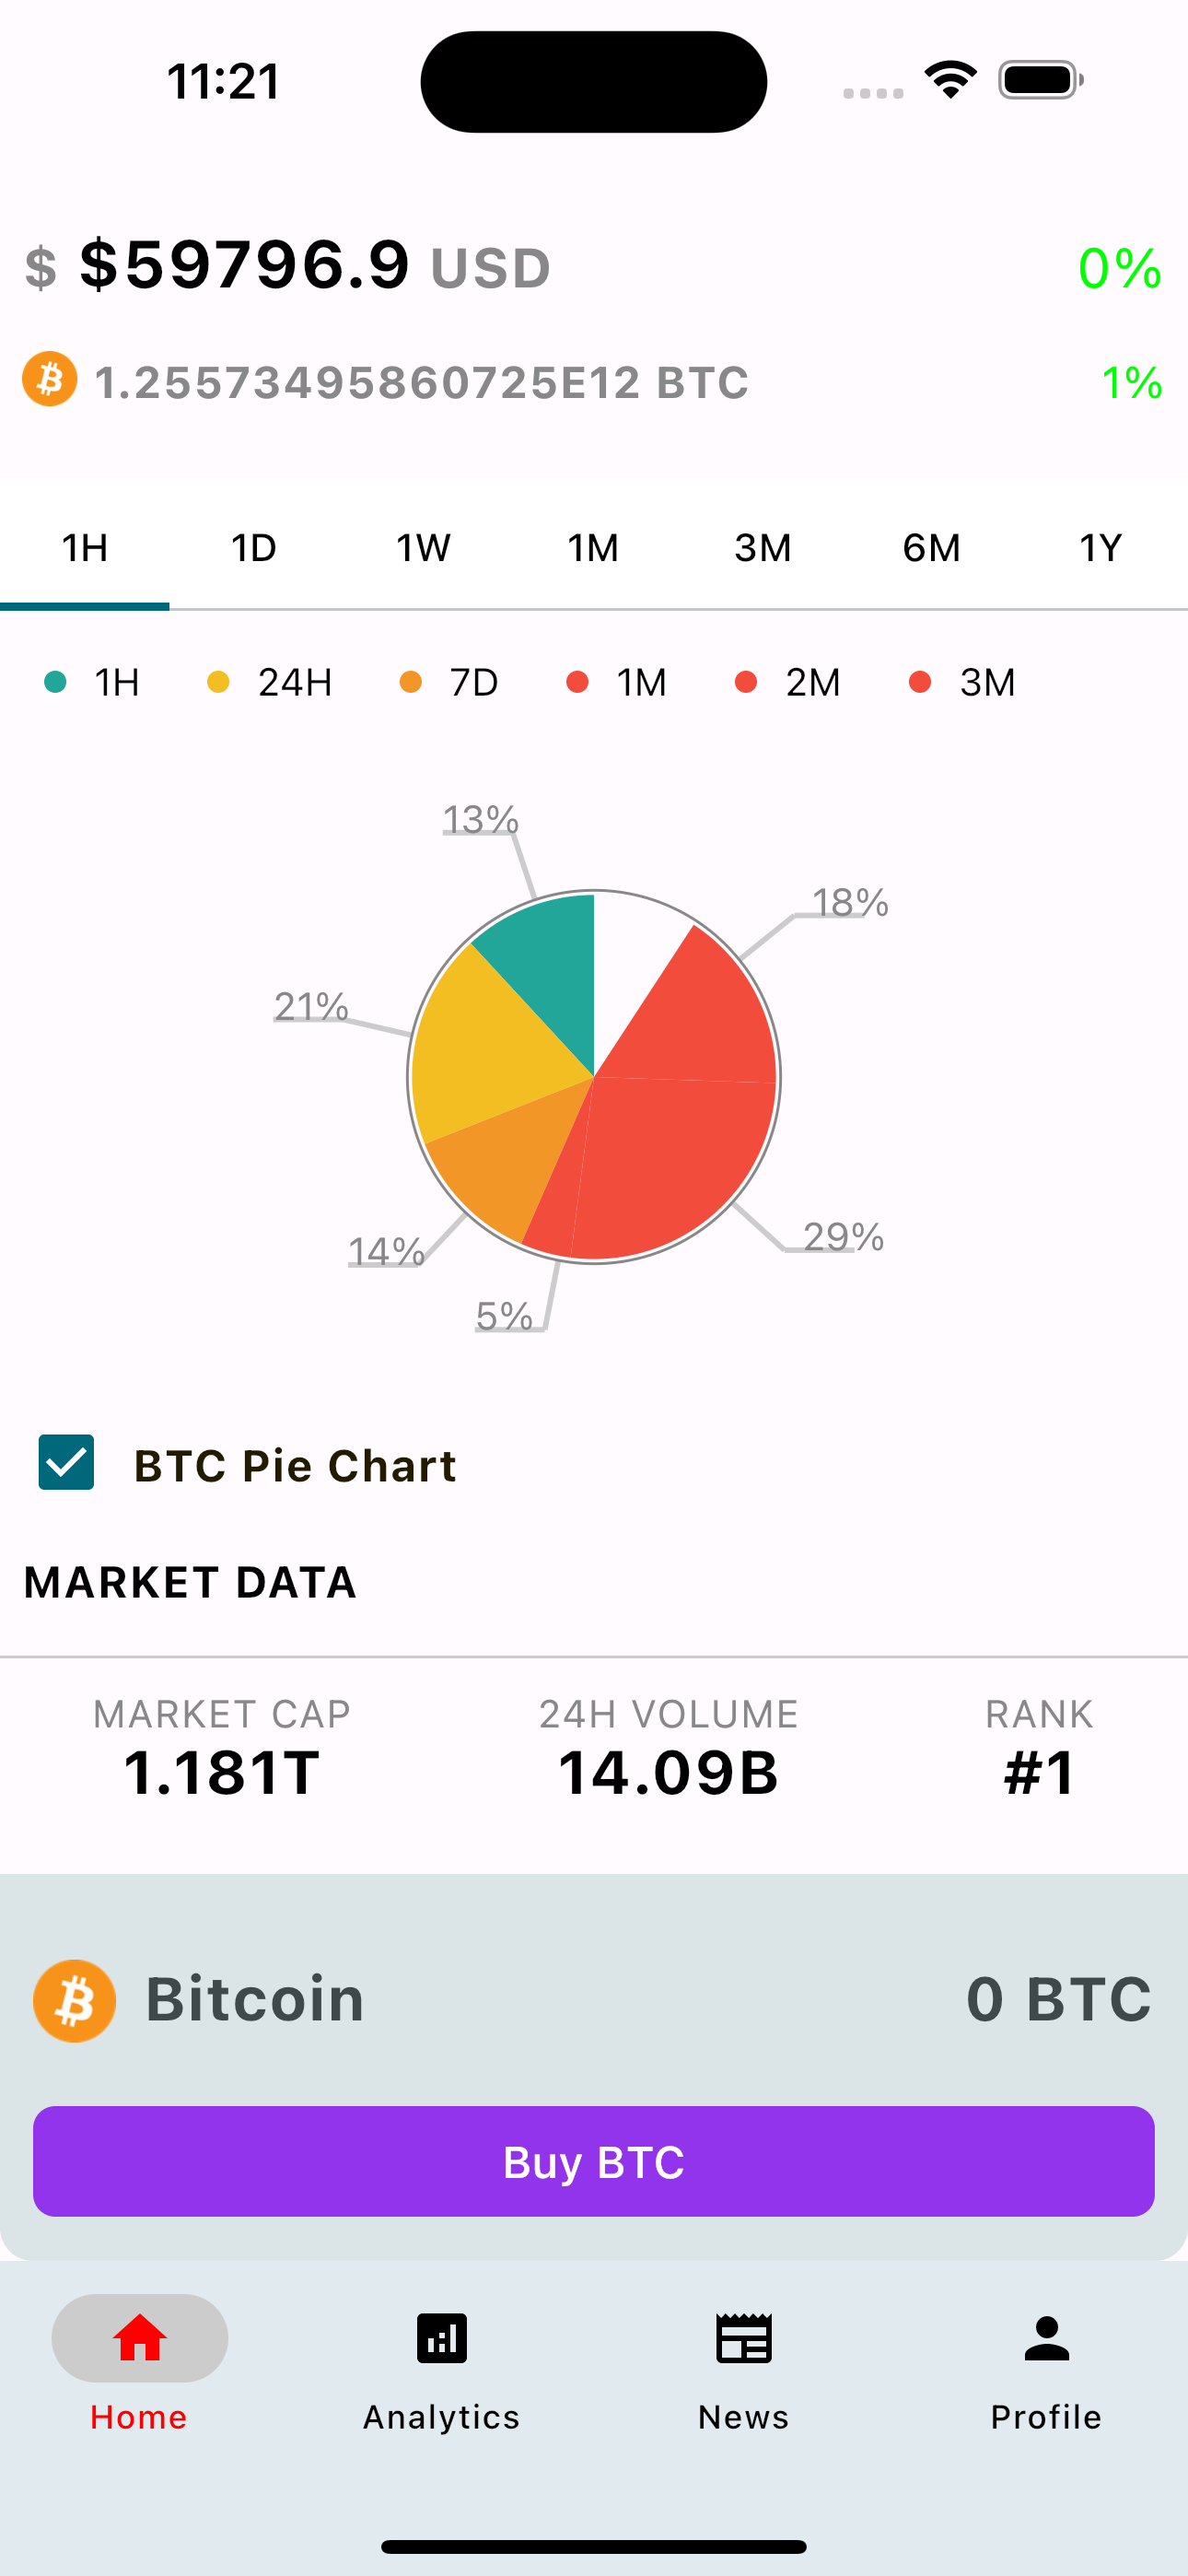 11:21
$ $59796.9 USD 0%
1.25573495860725E12 BTC 1%
1H 1D 1W 1M 3M 6M 1Y
1H 24H 7D 1M 2M 3M
13%
18%
21%
29%
14%
5%
BTC Pie Chart
MARKET DATA
MARKET CAP 24H VOLUME RANK
1.181T 14.09B #1
Bitcoin 0 BTC
Buy BTC
Home Analytics News Profile